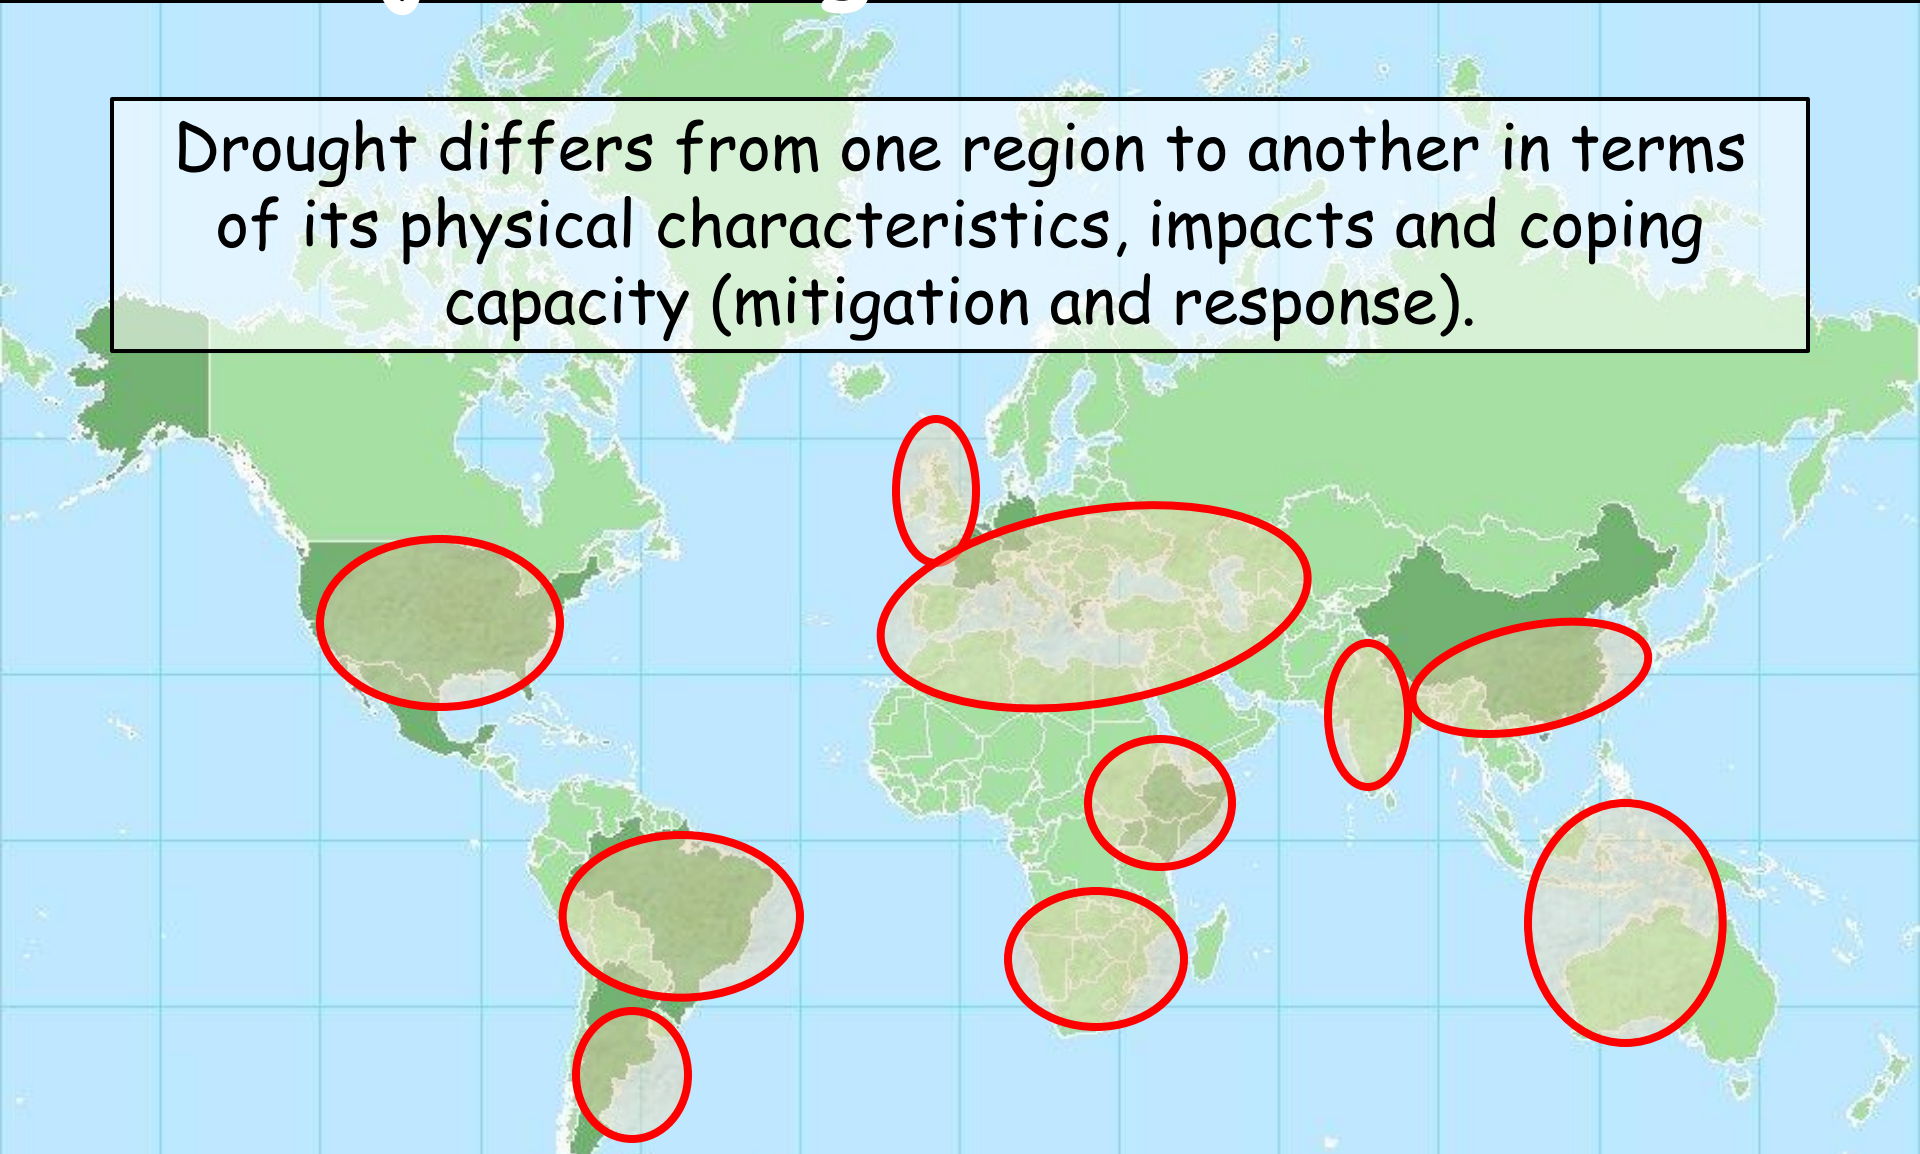 Drought differs from one region to another in terms
of its physical characteristics, impacts and coping
capacity (mitigation and response).